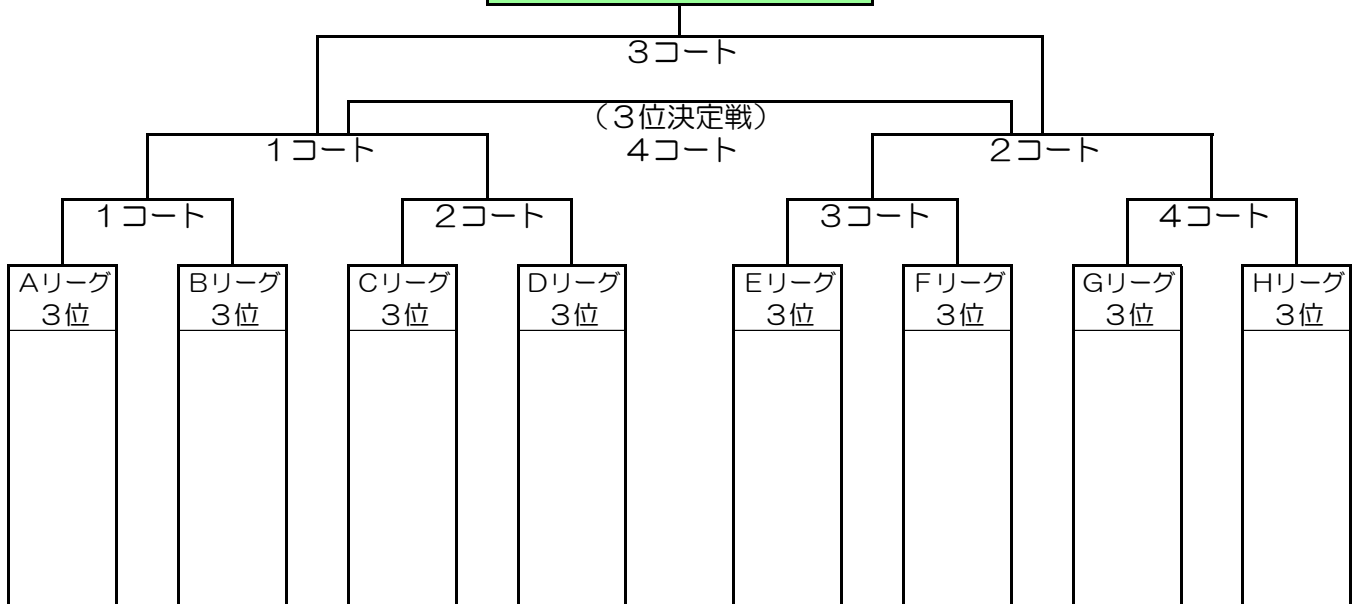 ３コート
（３位決定戦）
１コート
４コート
２コート
１コート
２コート
３コート
４コート
Aリーグ
３位
Bリーグ
３位
Cリーグ
３位
Dリーグ
３位
Eリーグ
３位
Fリーグ
３位
Gリーグ
３位
Hリーグ
３位